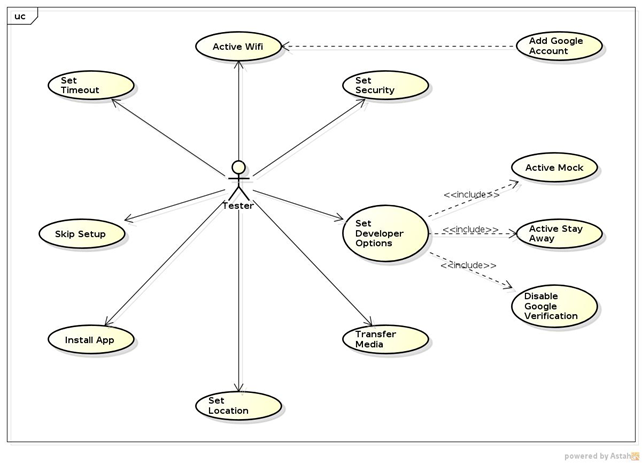 uc
Active Wifi
Add Google
Account
Set
Timeout
Set
Security
Active Mock
<<include>>
Tester
Skip Setup
Set
Developer
Options
<<include>>
Active Stay
Away
<<include>>
Disable
Google
Verification
Install App
Transfer
Media
Set
Location
powered by Astah